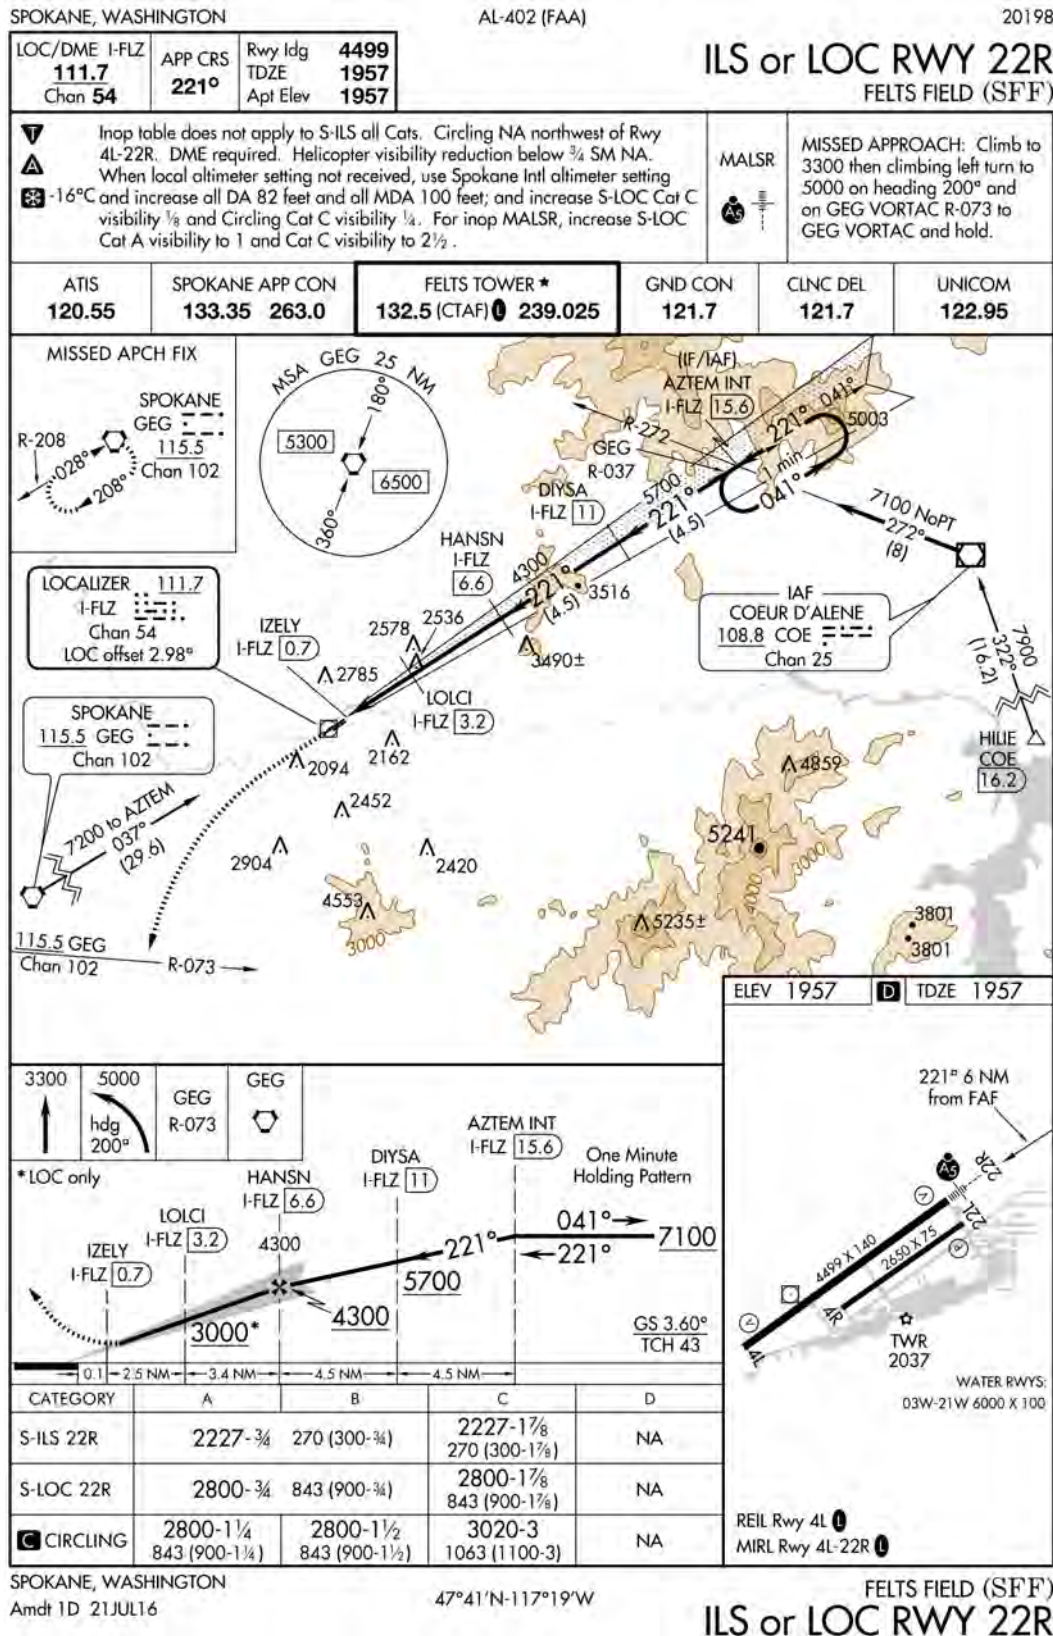 SPOKANE, WASHINGTON
AL-402 (FAA)
20198
LOC/DME I-FLZ
111.7
Chan 54
APP CRS
221°
Rwy ldg 4499
TDZE 1957
Apt Elev 1957
ILS or LOC RWY 22R
FELTS FIELD (SFF)
T
A
-16°C
Inop table does not apply to S-ILS all Cats. Circling NA northwest of Rwy
4L-22R. DME required. Helicopter visibility reduction below ¾ SM NA.
When local altimeter setting not received, use Spokane Intl altimeter setting
and increase all DA 82 feet and all MDA 100 feet; and increase S-LOC Cat C
visibility ⅛ and Circling Cat C visibility ¼. For inop MALSR, increase S-LOC
Cat A visibility to 1 and Cat C visibility to 2½.
MALSR
A5
MISSED APPROACH: Climb to
3300 then climbing left turn to
5000 on heading 200° and
on GEG VORTAC R-073 to
GEG VORTAC and hold.
ATIS
120.55
SPOKANE APP CON
133.35 263.0
FELTS TOWER ★
132.5 (CTAF) L 239.025
GND CON
121.7
CLNC DEL
121.7
UNICOM
122.95
MISSED APCH FIX
SPOKANE
GEG
115.5
Chan 102
R-208
028°
208°
MSA GEG 25 NM
180°
5300
6500
360°
(IF/IAF)
AZTEM INT
I-FLZ 15.6
041°
221°
5003
R-272
GEG
R-037
1 min
041°
5700
221°
(4.5)
DIYSA
I-FLZ 11
7100 NoPT
272°
(8)
HANSN
I-FLZ
6.6
4300
221°
(4.5)
3516
3490±
LOCALIZER 111.7
I-FLZ
Chan 54
LOC offset 2.98°
IAF
COEUR D'ALENE
108.8 COE
Chan 25
7900
322°
(16.2)
IZELY
I-FLZ 0.7
2578
2536
2785
LOLCI
I-FLZ 3.2
SPOKANE
115.5 GEG
Chan 102
2094
2162
HILIE
COE
16.2
4859
7200 to AZTEM
037°
(29.6)
2452
2904
2420
5241
3000
4000
4553
3000
5235±
3801
3801
115.5 GEG
Chan 102
R-073
ELEV 1957
D
TDZE 1957
221° 6 NM
from FAF
A5
22R
22L
4499 X 140
2650 X 75
4R
4L
TWR
2037
WATER RWYS:
03W-21W 6000 X 100
REIL Rwy 4L L
MIRL Rwy 4L-22R L
3300
5000
hdg
200°
GEG
R-073
GEG
*LOC only
AZTEM INT
I-FLZ 15.6
One Minute
Holding Pattern
DIYSA
I-FLZ 11
HANSN
I-FLZ 6.6
LOLCI
I-FLZ 3.2
IZELY
I-FLZ 0.7
4300
221°
041°
221°
7100
5700
4300
3000*
GS 3.60°
TCH 43
0.1
2.5 NM
3.4 NM
4.5 NM
4.5 NM
CATEGORY A B C D
S-ILS 22R 2227-¾ 270 (300-¾) 2227-1⅞ 270 (300-1⅞) NA
S-LOC 22R 2800-¾ 843 (900-¾) 2800-1⅞ 843 (900-1⅞) NA
C CIRCLING 2800-1¼ 843 (900-1¼) 2800-1½ 843 (900-1½) 3020-3 1063 (1100-3) NA
SPOKANE, WASHINGTON
Amdt 1D 21JUL16
47°41'N-117°19'W
FELTS FIELD (SFF)
ILS or LOC RWY 22R